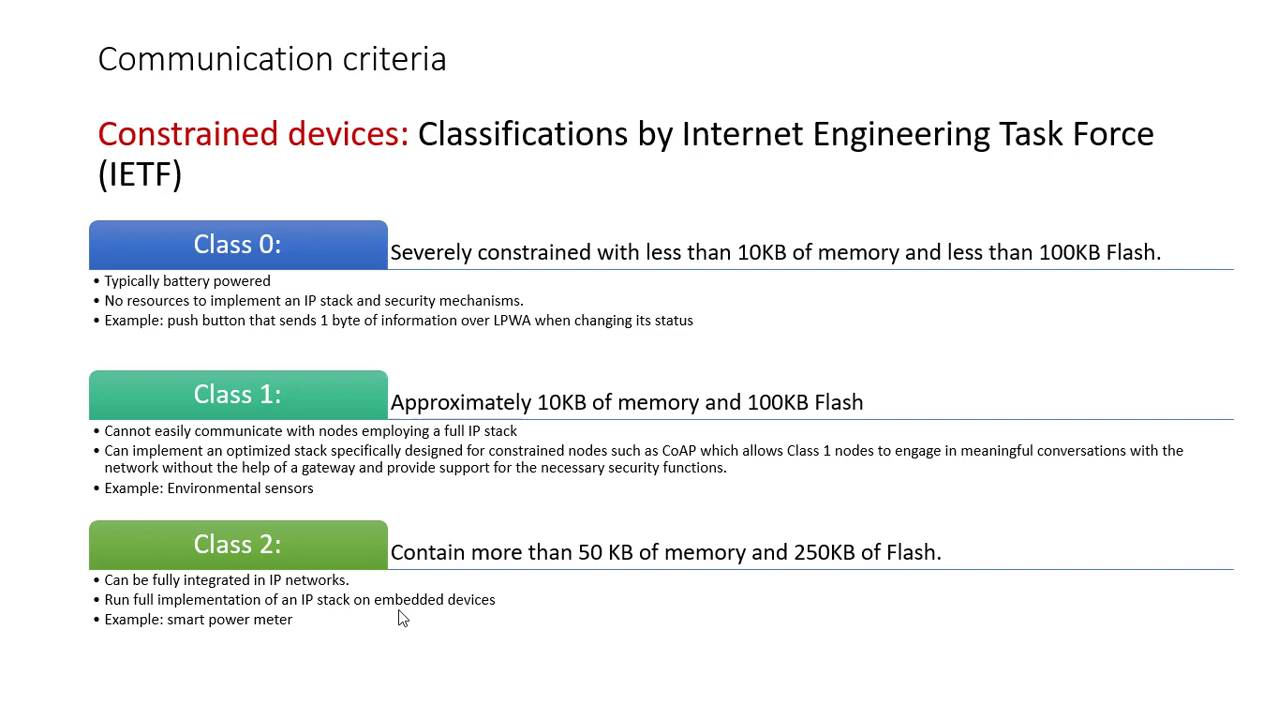 Communication criteria
Constrained devices: Classifications by Internet Engineering Task Force
(IETF)
Class 0:
Severely constrained with less than 10KB of memory and less than 100KB Flash.
• Typically battery powered
• No resources to implement an IP stack and security mechanisms.
• Example: push button that sends 1 byte of information over LPWA when changing its status
Class 1:
Approximately 10KB of memory and 100KB Flash
• Cannot easily communicate with nodes employing a full IP stack
• Can implement an optimized stack specifically designed for constrained nodes such as CoAP which allows Class 1 nodes to engage in meaningful conversations with the
network without the help of a gateway and provide support for the necessary security functions.
• Example: Environmental sensors
Class 2:
Contain more than 50 KB of memory and 250KB of Flash.
• Can be fully integrated in IP networks.
• Run full implementation of an IP stack on embedded devices
• Example: smart power meter